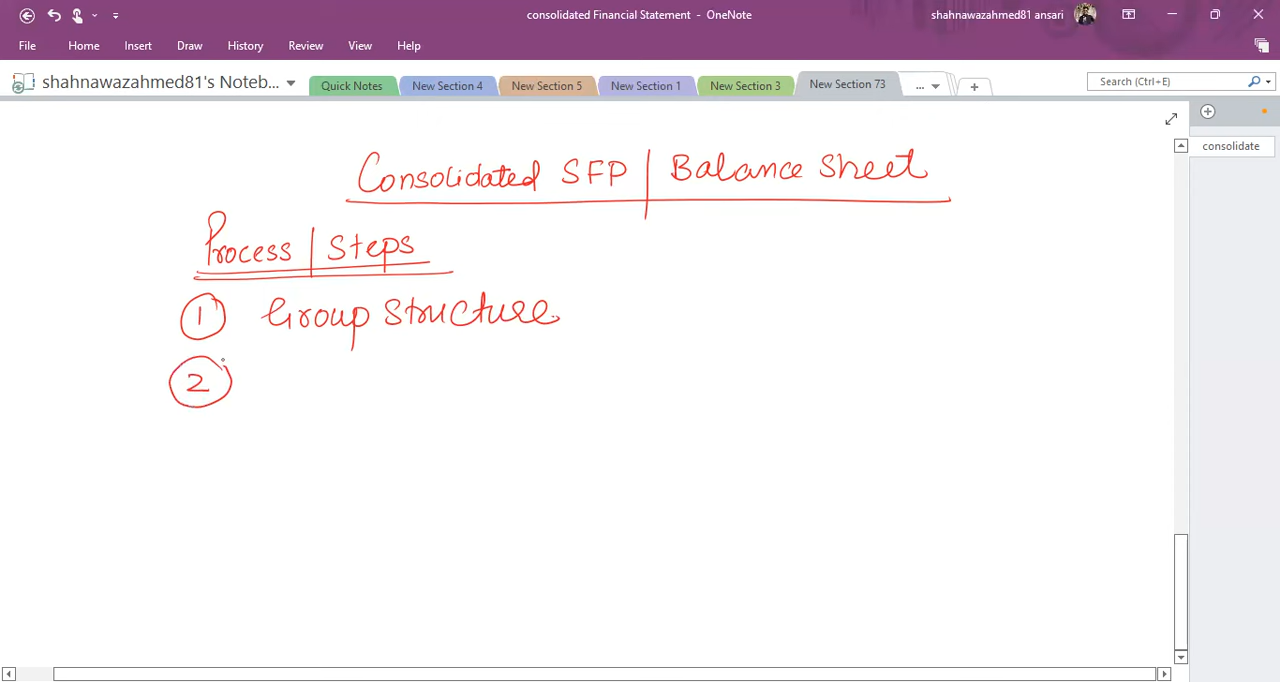 consolidated Financial Statement - OneNote
shahnawazahmed81 ansari
File Home Insert Draw History Review View Help
shahnawazahmed81's Noteb... Quick Notes New Section 4 New Section 5 New Section 1 New Section 3 New Section 73 ... + Search (Ctrl+E)
consolidate
Consolidated SFP | Balance Sheet
Process | Steps
1 Group Structure
2